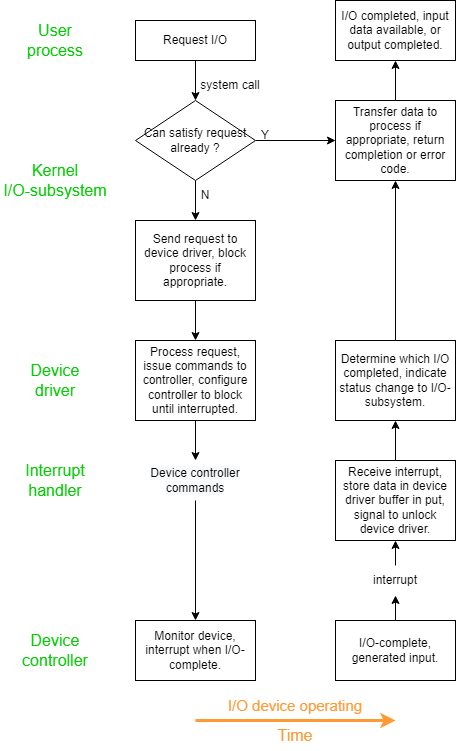 User
process
Request I/O
I/O completed, input
data available, or
output completed.
system call
Can satisfy request
already ?
Y
Transfer data to
process if
appropriate, return
completion or error
code.
Kernel
I/O-subsystem
N
Send request to
device driver, block
process if
appropriate.
Device
driver
Process request,
issue commands to
controller, configure
controller to block
until interrupted.
Determine which I/O
completed, indicate
status change to I/O-
subsystem.
Interrupt
handler
Device controller
commands
Receive interrupt,
store data in device
driver buffer in put,
signal to unlock
device driver.
interrupt
Device
controller
Monitor device,
interrupt when I/O-
complete.
I/O-complete,
generated input.
I/O device operating
Time